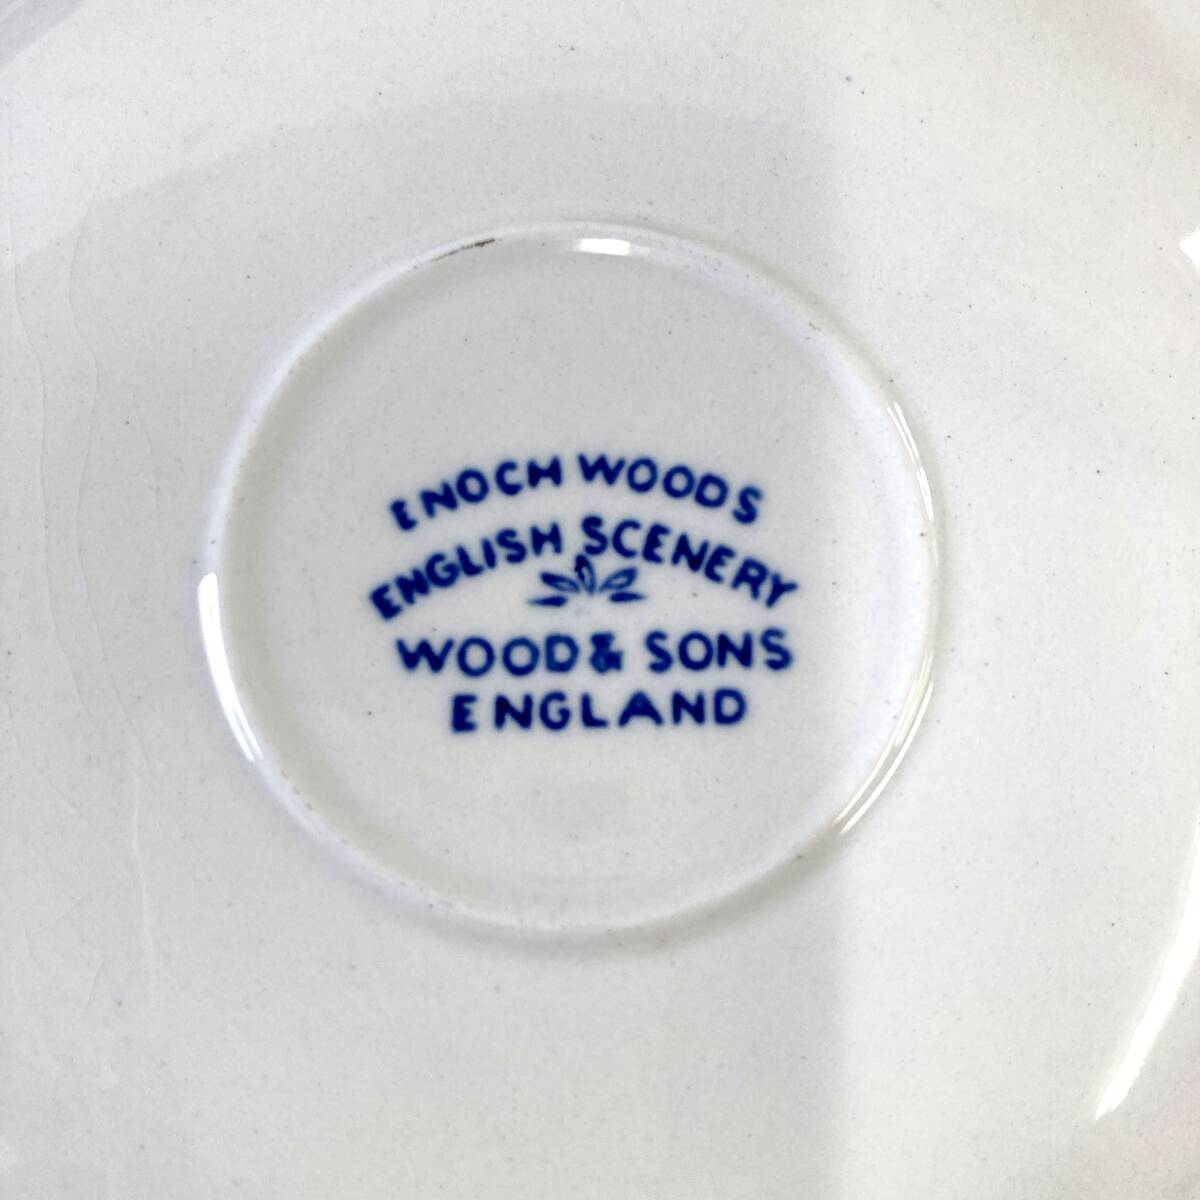 ENOCH WOODS
ENGLISH SCENERY
WOOD & SONS
ENGLAND